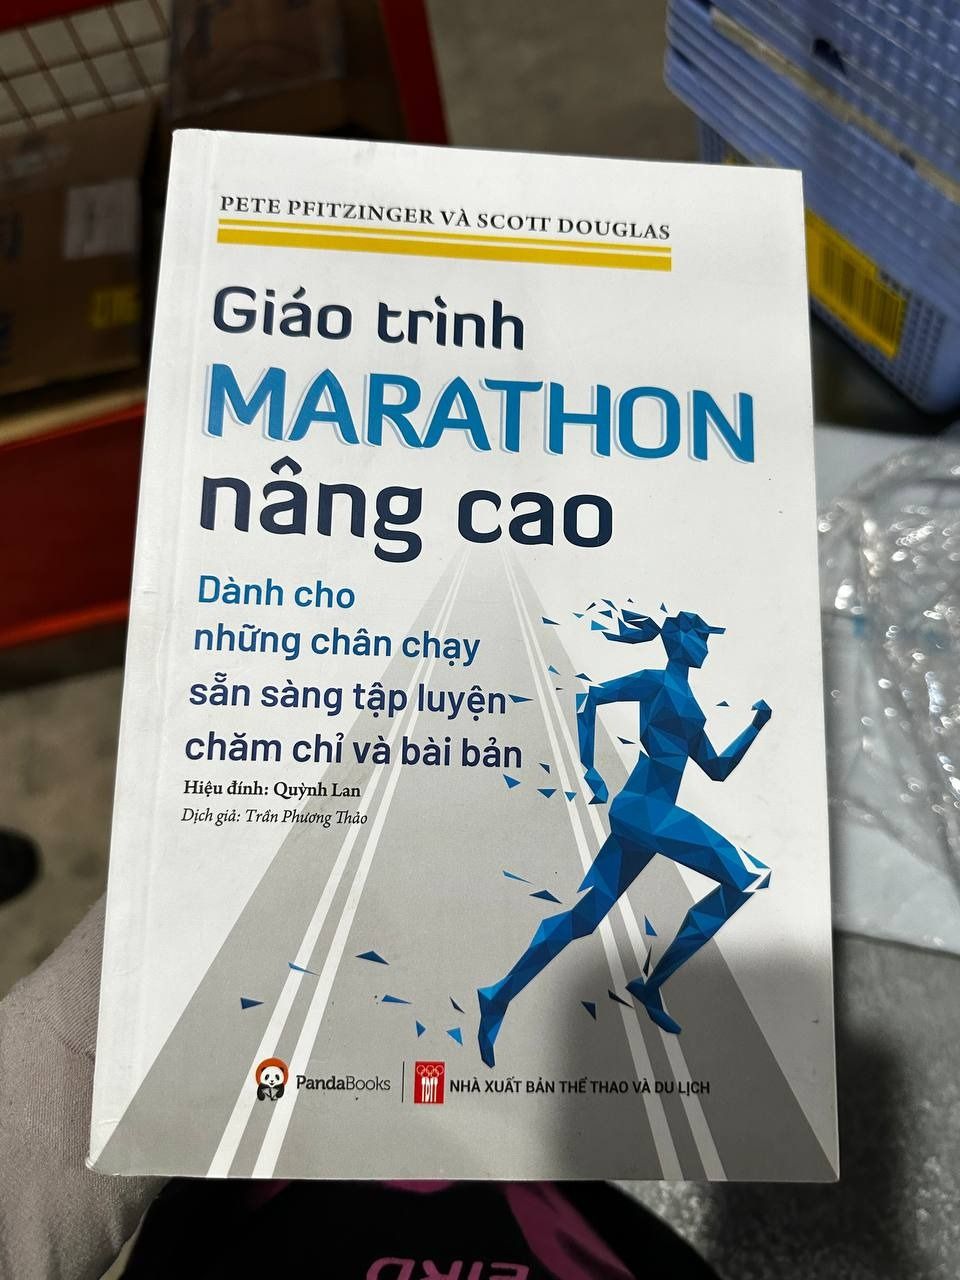 PETE PFITZINGER VÀ SCOTT DOUGLAS
Giáo trình
MARATHON
nâng cao
Dành cho
những chân chạy
sẵn sàng tập luyện
chăm chỉ và bài bản
Hiệu đính: Quỳnh Lan
Dịch giả: Trần Phương Thảo
PandaBooks
TDTT
NHÀ XUẤT BẢN THỂ THAO VÀ DU LỊCH